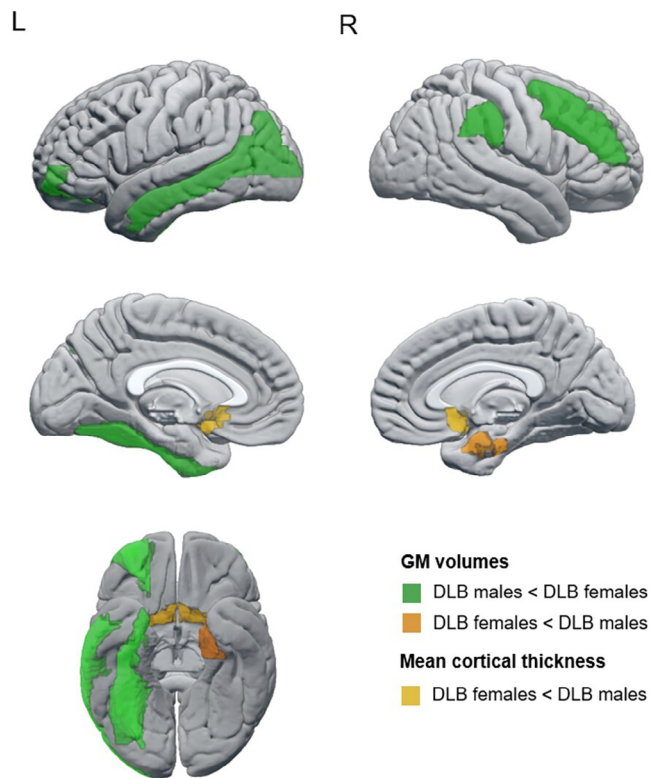 L
R
GM volumes
DLB males < DLB females
DLB females < DLB males
Mean cortical thickness
DLB females < DLB males